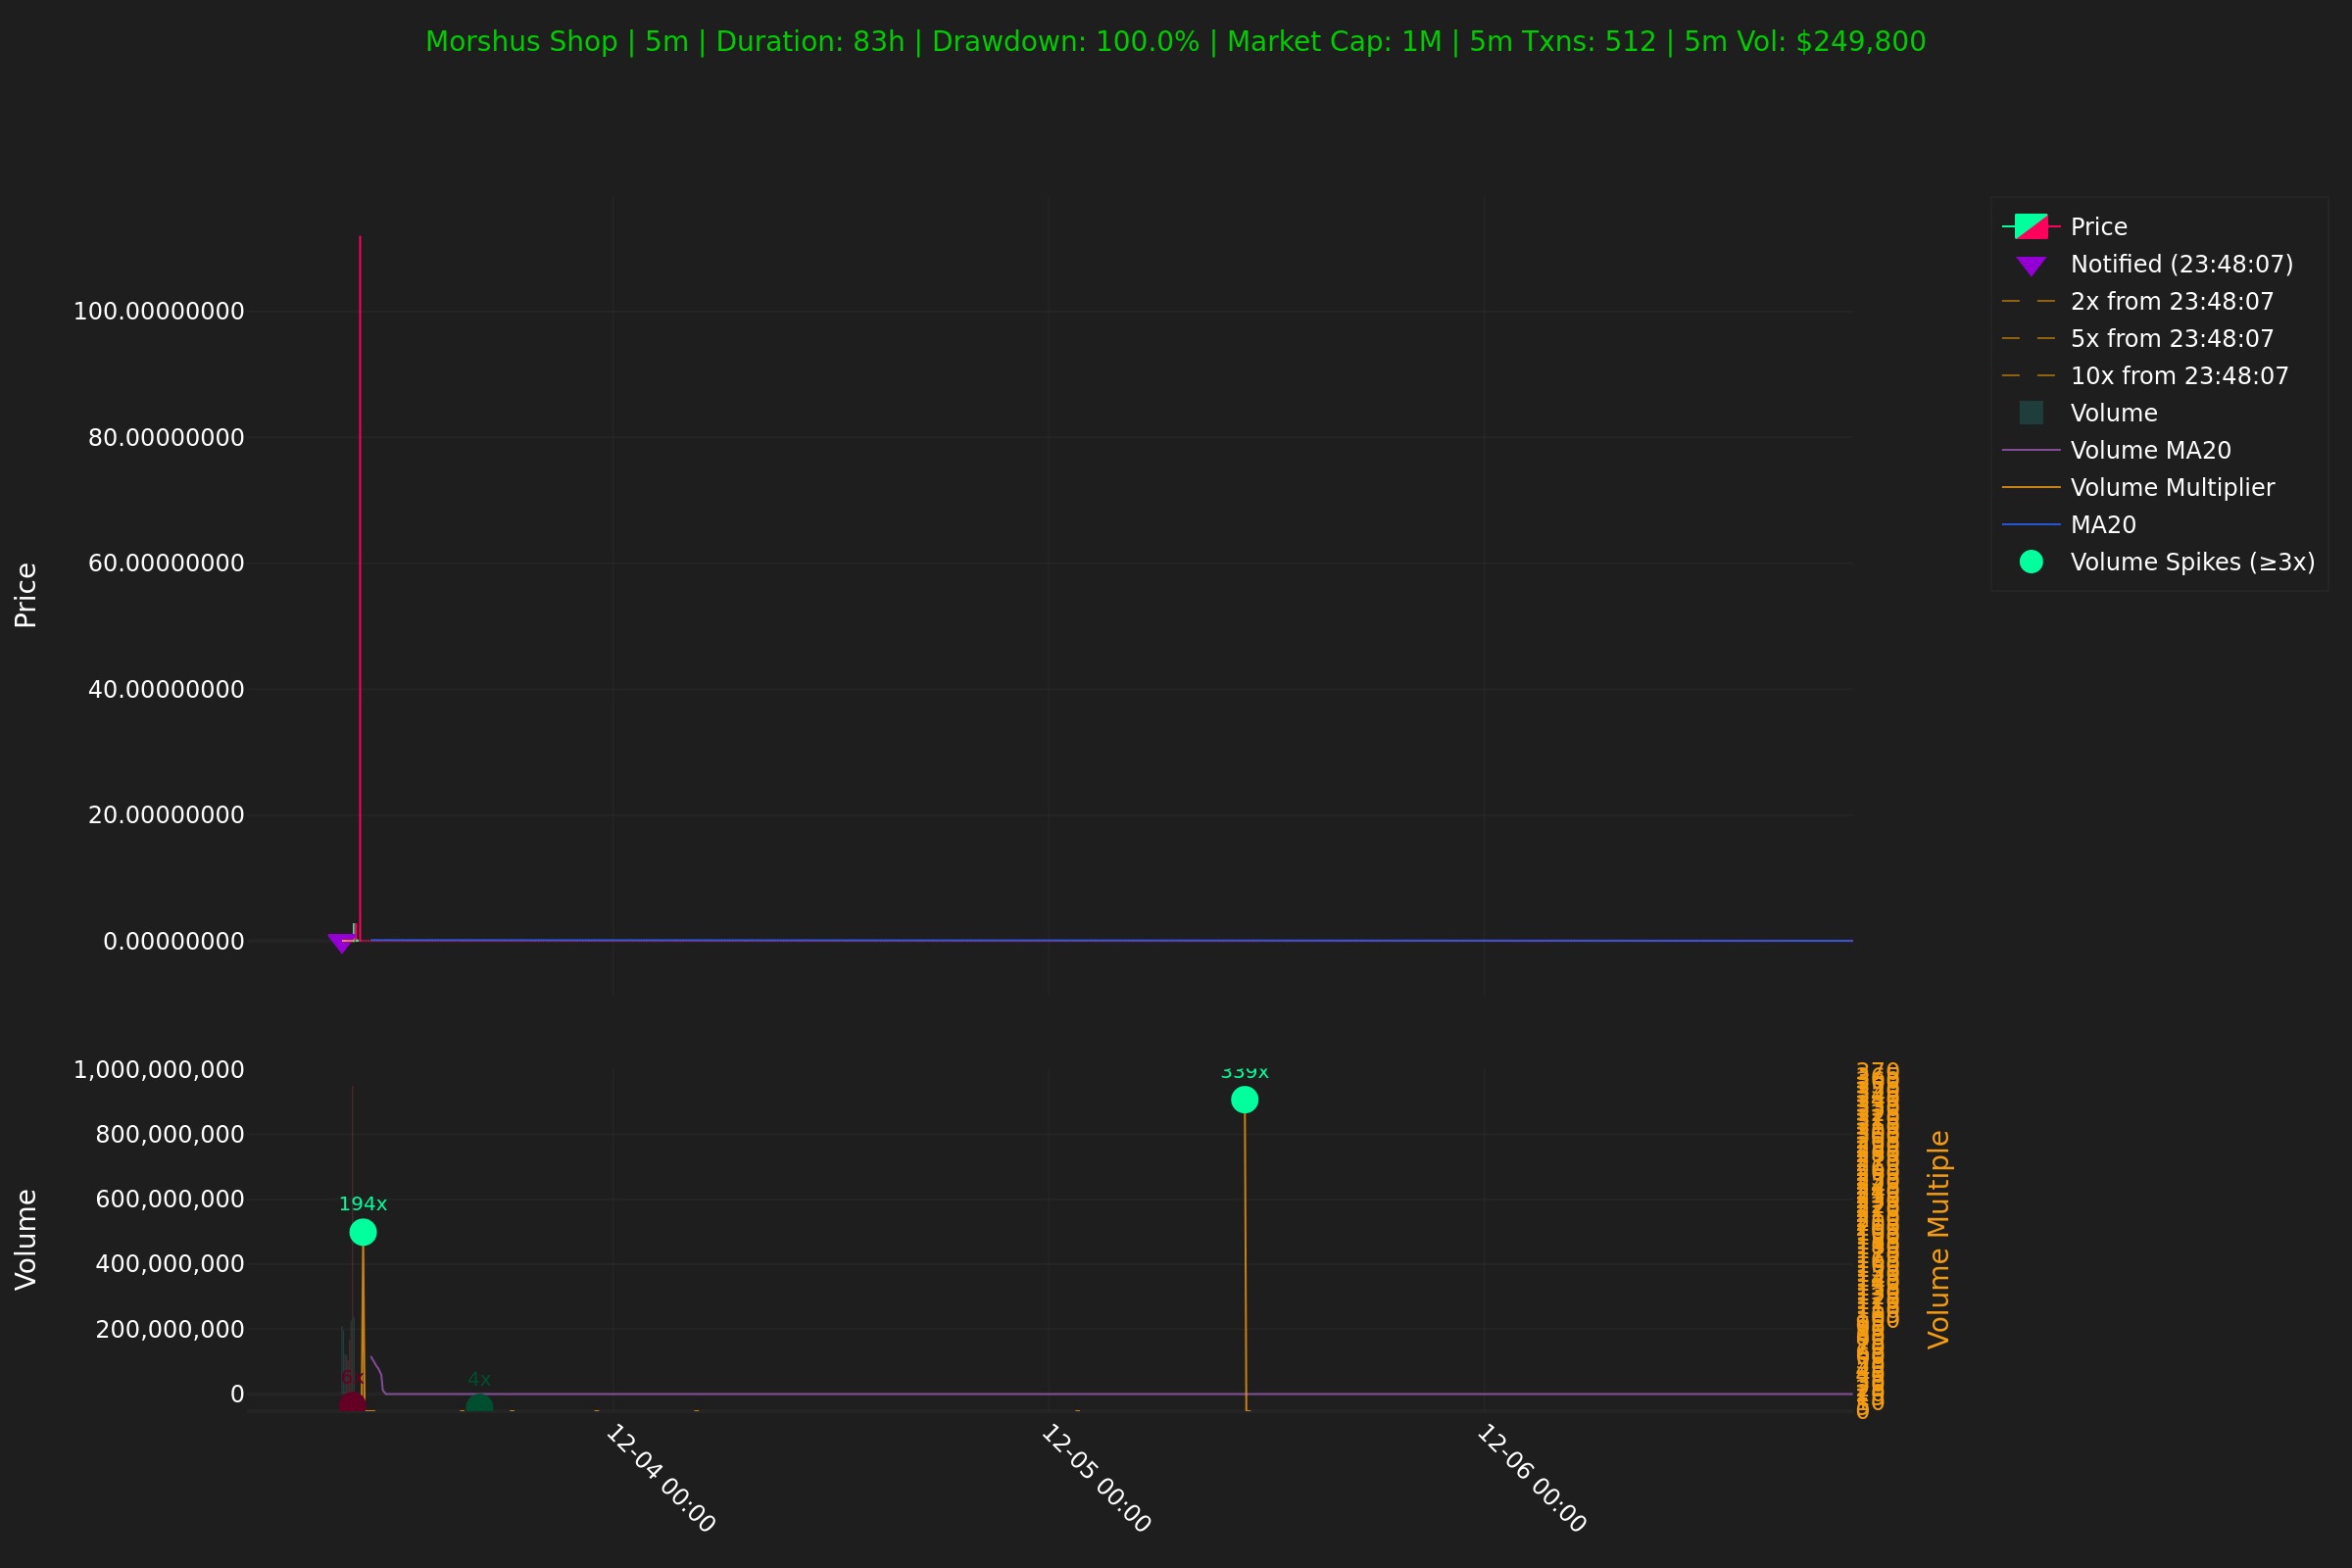 Morshus Shop | 5m | Duration: 83h | Drawdown: 100.0% | Market Cap: 1M | 5m Txns: 512 | 5m Vol: $249,800
Price
Notified (23:48:07)
2x from 23:48:07
5x from 23:48:07
10x from 23:48:07
Volume
Volume MA20
Volume Multiplier
MA20
Volume Spikes (≥3x)
Price
100.00000000
80.00000000
60.00000000
40.00000000
20.00000000
0.00000000
Volume
1,000,000,000
800,000,000
600,000,000
400,000,000
200,000,000
0
339x
194x
6x
4x
Volume Multiple
12-04 00:00
12-05 00:00
12-06 00:00